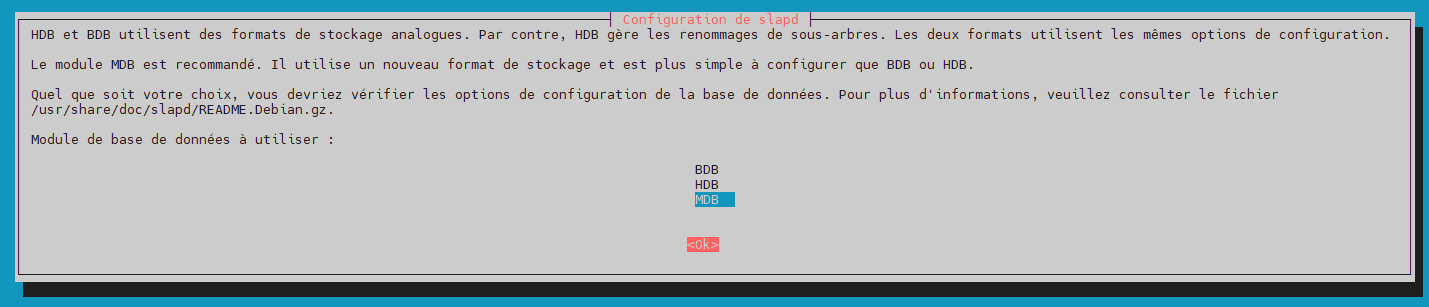 Configuration de slapd
HDB et BDB utilisent des formats de stockage analogues. Par contre, HDB gère les renommages de sous-arbres. Les deux formats utilisent les mêmes options de configuration.
Le module MDB est recommandé. Il utilise un nouveau format de stockage et est plus simple à configurer que BDB ou HDB.
Quel que soit votre choix, vous devriez vérifier les options de configuration de la base de données. Pour plus d'informations, veuillez consulter le fichier
/usr/share/doc/slapd/README.Debian.gz.
Module de base de données à utiliser :
BDB
HDB
MDB
<Ok>